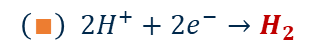 (■) 2H⁺ + 2e⁻ → H₂